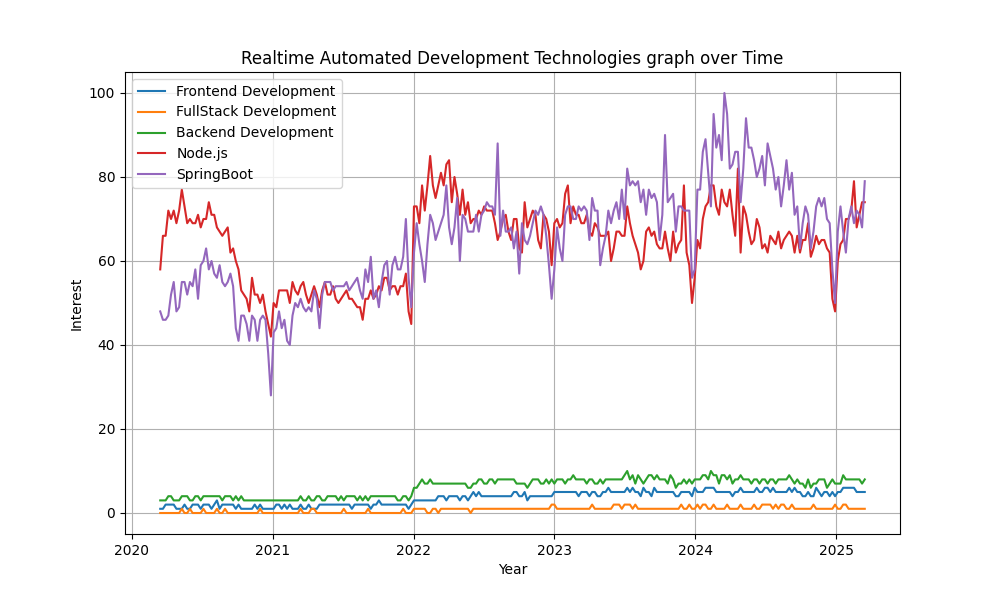 Realtime Automated Development Technologies graph over Time
Frontend Development
FullStack Development
Backend Development
Node.js
SpringBoot
100
80
60
40
20
0
Interest
2020
2021
2022
2023
2024
2025
Year